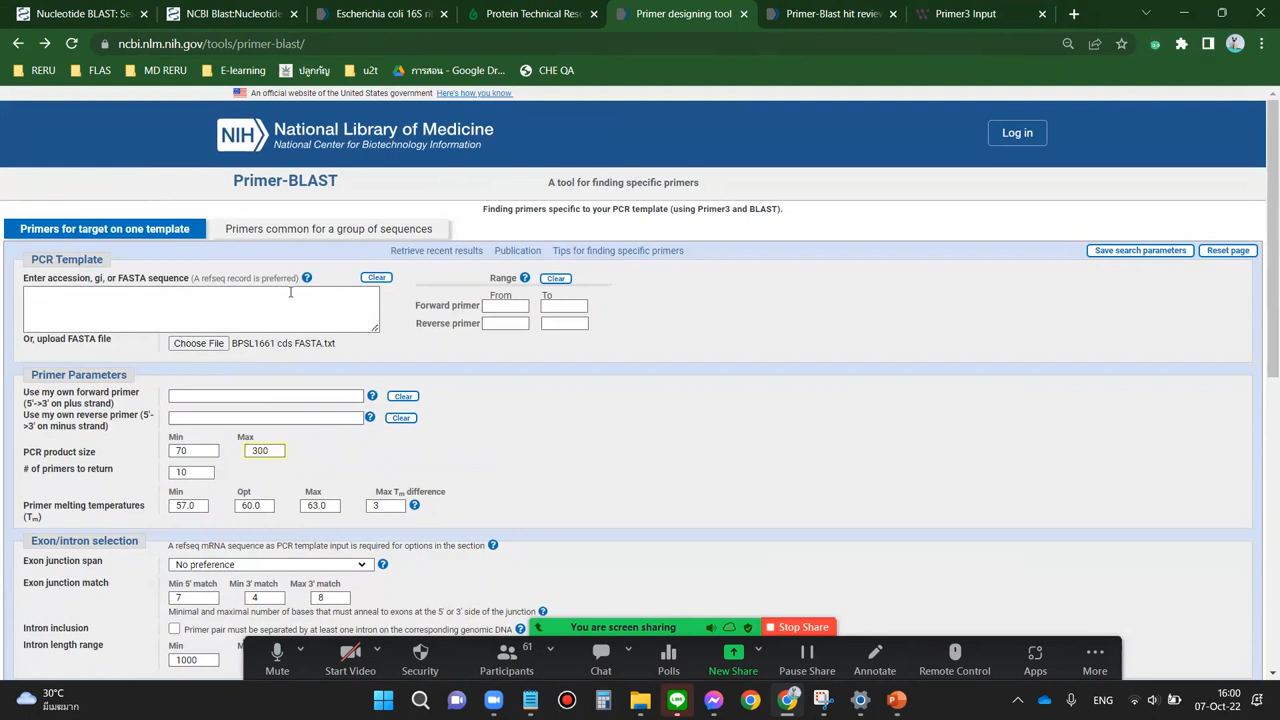 Nucleotide BLAST: Sea
NCBI Blast:Nucleotide
Escherichia coli 16S ri
Protein Technical Reso
Primer designing tool
Primer-Blast hit review
Primer3 Input
ncbi.nlm.nih.gov/tools/primer-blast/
RERU
FLAS
MD RERU
E-learning
ปลูกกัญ
u2t
การสอน - Google Dr...
CHE QA
An official website of the United States government Here's how you know.
NIH
National Library of Medicine
National Center for Biotechnology Information
Log in
Primer-BLAST
A tool for finding specific primers
Finding primers specific to your PCR template (using Primer3 and BLAST).
Primers for target on one template
Primers common for a group of sequences
Retrieve recent results
Publication
Tips for finding specific primers
Save search parameters
Reset page
PCR Template
Enter accession, gi, or FASTA sequence (A refseq record is preferred)
Clear
Range
Clear
From
To
Forward primer
Reverse primer
Or, upload FASTA file
Choose File BPSL1661 cds FASTA.txt
Primer Parameters
Use my own forward primer
(5'->3' on plus strand)
Clear
Use my own reverse primer (5'-
>3' on minus strand)
Clear
Min
Max
PCR product size
70
300
# of primers to return
10
Min
Opt
Max
Max Tm difference
Primer melting temperatures
(Tm)
57.0
60.0
63.0
3
Exon/intron selection
A refseq mRNA sequence as PCR template input is required for options in the section
Exon junction span
No preference
Exon junction match
Min 5' match
Min 3' match
Max 3' match
7
4
8
Minimal and maximal number of bases that must anneal to exons at the 5' or 3' side of the junction
Intron inclusion
Primer pair must be separated by at least one intron on the corresponding genomic DNA
You are screen sharing
Stop Share
Intron length range
Min
1000
Mute
Start Video
Security
61
Participants
Chat
Polls
New Share
Pause Share
Annotate
Remote Control
Apps
More
30°C
มีเมฆมาก
ENG
16:00
07-Oct-22